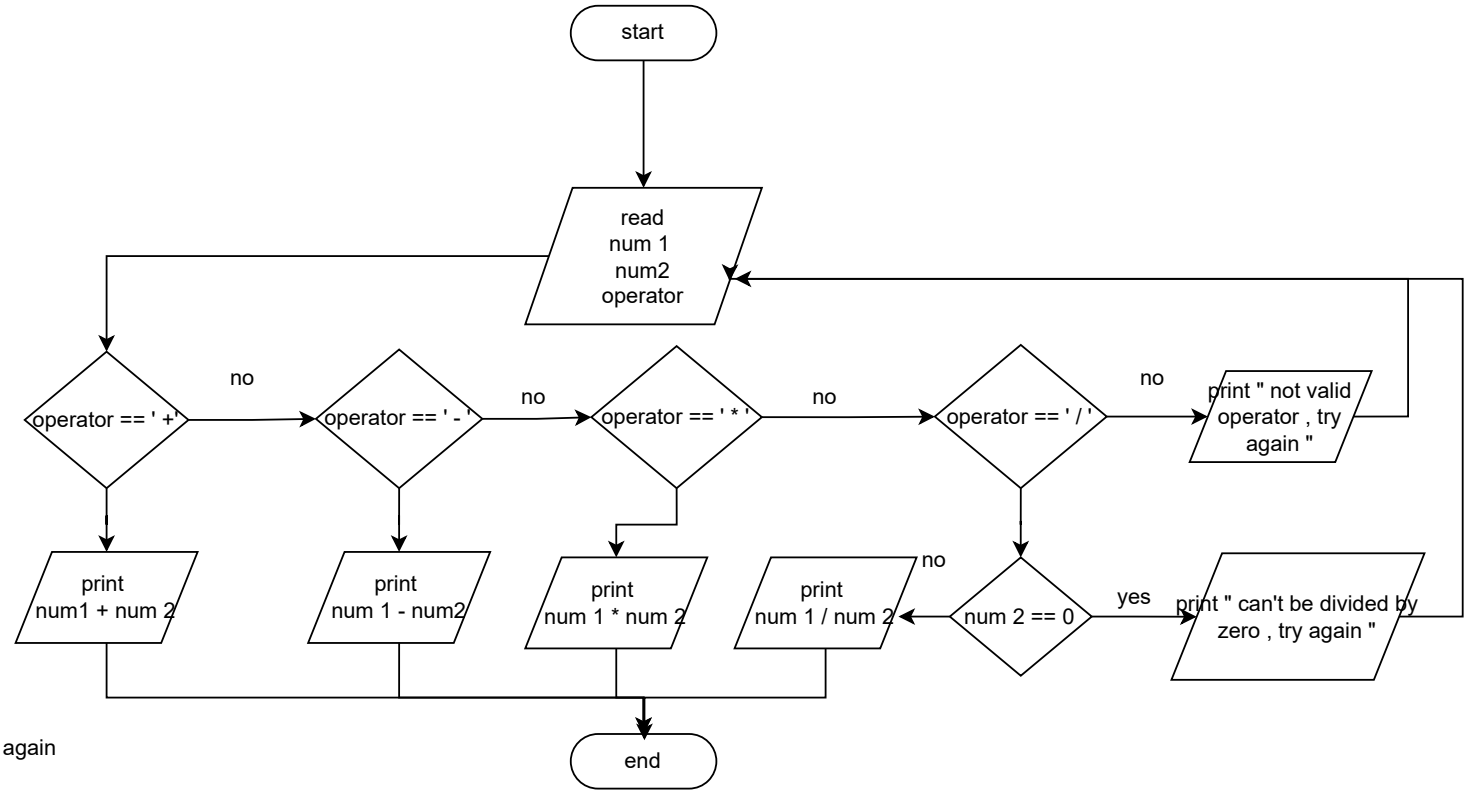 start
read
num 1
num2
operator
no
no
no
no
operator == ' +'
operator == ' - '
operator == ' * '
operator == ' / '
print " not valid
operator , try
again "
print
num1 + num 2
print
num 1 - num2
print
num 1 * num 2
print
num 1 / num 2
no
num 2 == 0
yes
print " can't be divided by
zero , try again "
again
end